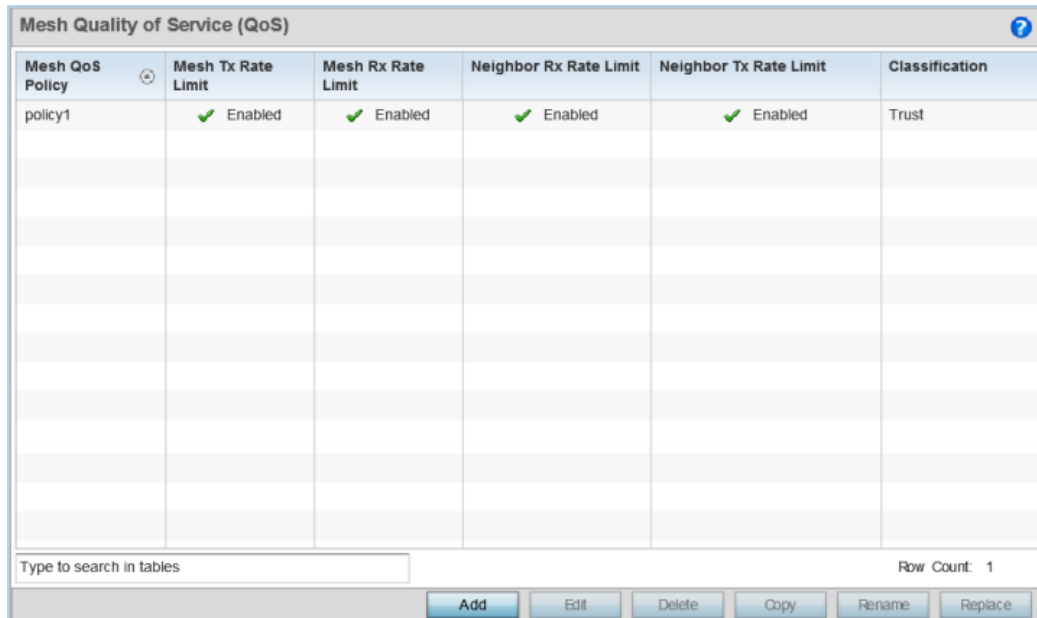 Mesh Quality of Service (QoS)
Mesh QoS Policy
Mesh Tx Rate Limit
Mesh Rx Rate Limit
Neighbor Rx Rate Limit
Neighbor Tx Rate Limit
Classification
policy1
Enabled
Enabled
Enabled
Enabled
Trust
Type to search in tables
Row Count: 1
Add
Edit
Delete
Copy
Rename
Replace